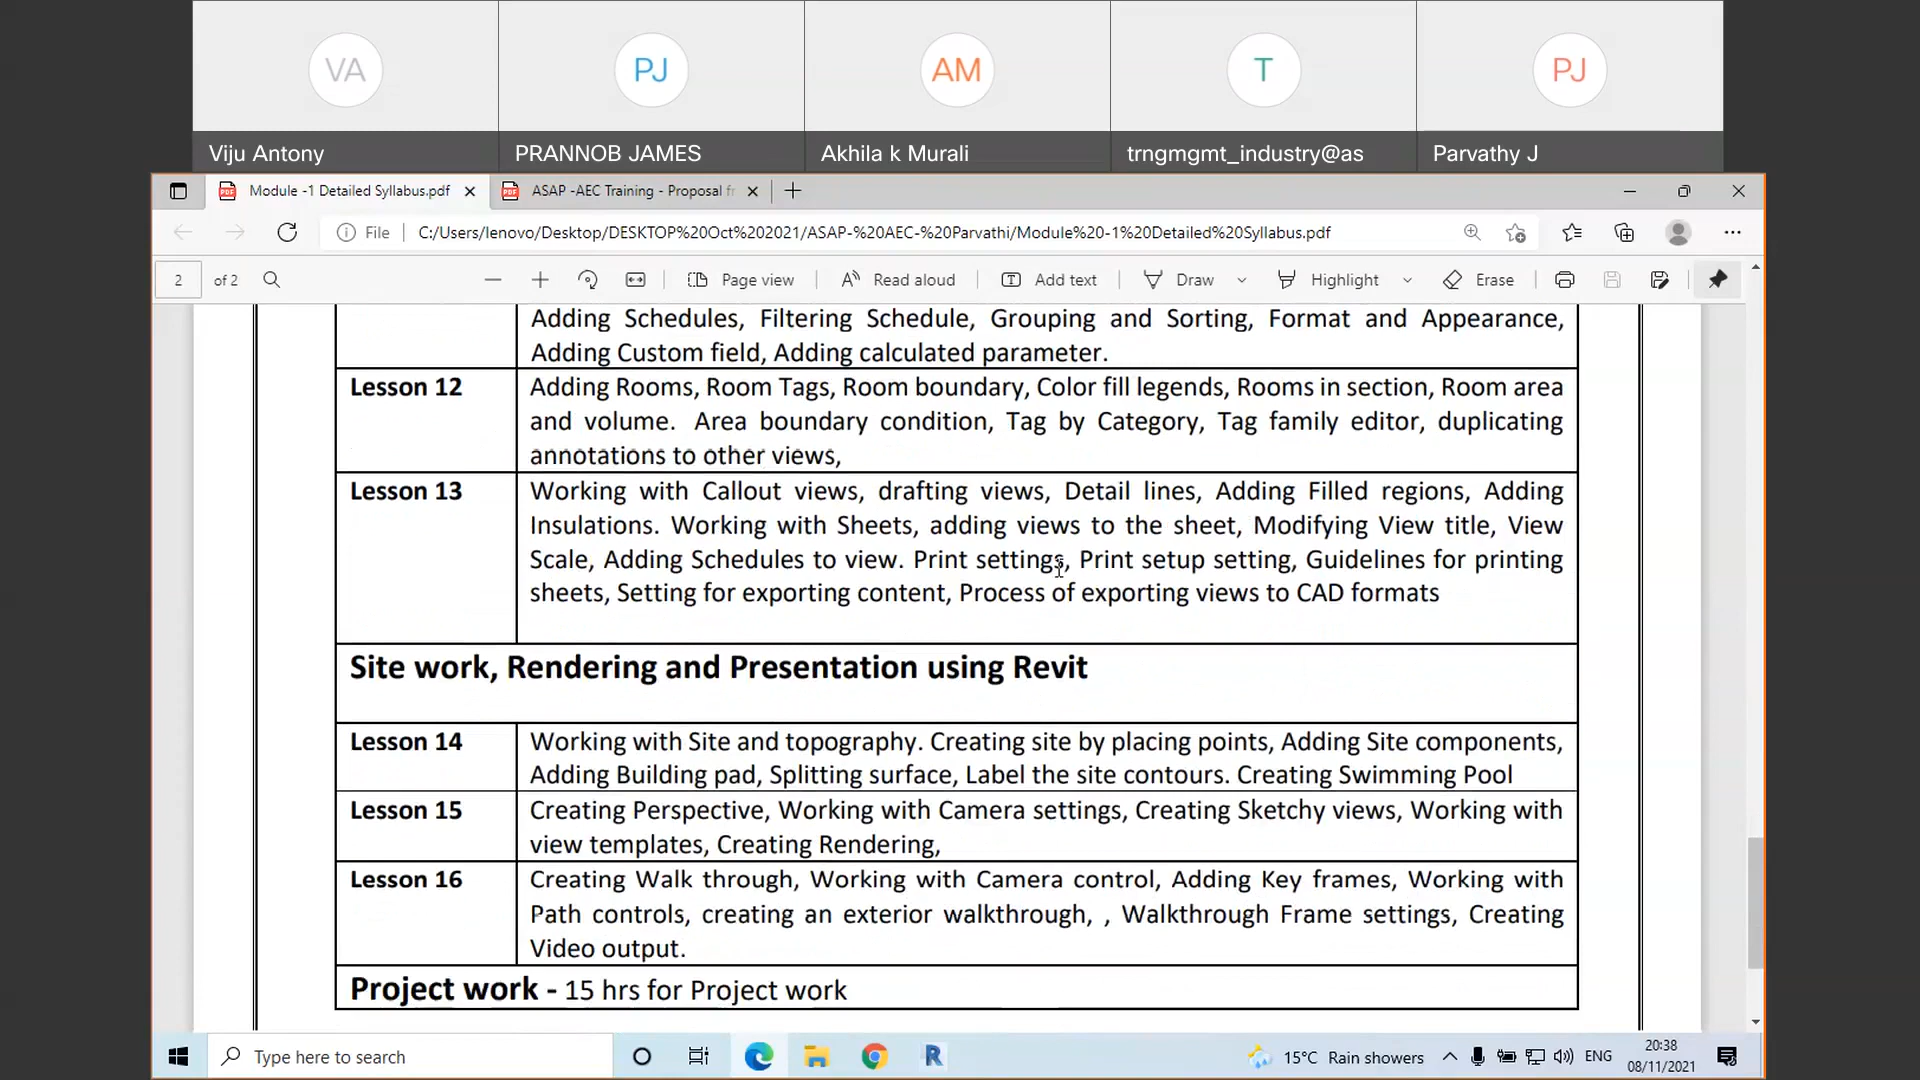 VA
PJ
AM
T
PJ
Viju Antony
PRANNOB JAMES
Akhila k Murali
trngmgmt_industry@as
Parvathy J
Module -1 Detailed Syllabus.pdf
ASAP -AEC Training - Proposal fr
File
C:/Users/lenovo/Desktop/DESKTOP%20Oct%202021/ASAP-%20AEC-%20Parvathi/Module%20-1%20Detailed%20Syllabus.pdf
2 of 2
Page view
Read aloud
Add text
Draw
Highlight
Erase
Adding Schedules, Filtering Schedule, Grouping and Sorting, Format and Appearance,
Adding Custom field, Adding calculated parameter.
Lesson 12
Adding Rooms, Room Tags, Room boundary, Color fill legends, Rooms in section, Room area
and volume. Area boundary condition, Tag by Category, Tag family editor, duplicating
annotations to other views,
Lesson 13
Working with Callout views, drafting views, Detail lines, Adding Filled regions, Adding
Insulations. Working with Sheets, adding views to the sheet, Modifying View title, View
Scale, Adding Schedules to view. Print settings, Print setup setting, Guidelines for printing
sheets, Setting for exporting content, Process of exporting views to CAD formats
Site work, Rendering and Presentation using Revit
Lesson 14
Working with Site and topography. Creating site by placing points, Adding Site components,
Adding Building pad, Splitting surface, Label the site contours. Creating Swimming Pool
Lesson 15
Creating Perspective, Working with Camera settings, Creating Sketchy views, Working with
view templates, Creating Rendering,
Lesson 16
Creating Walk through, Working with Camera control, Adding Key frames, Working with
Path controls, creating an exterior walkthrough, , Walkthrough Frame settings, Creating
Video output.
Project work - 15 hrs for Project work
Type here to search
R
15°C Rain showers
ENG
20:38
08/11/2021